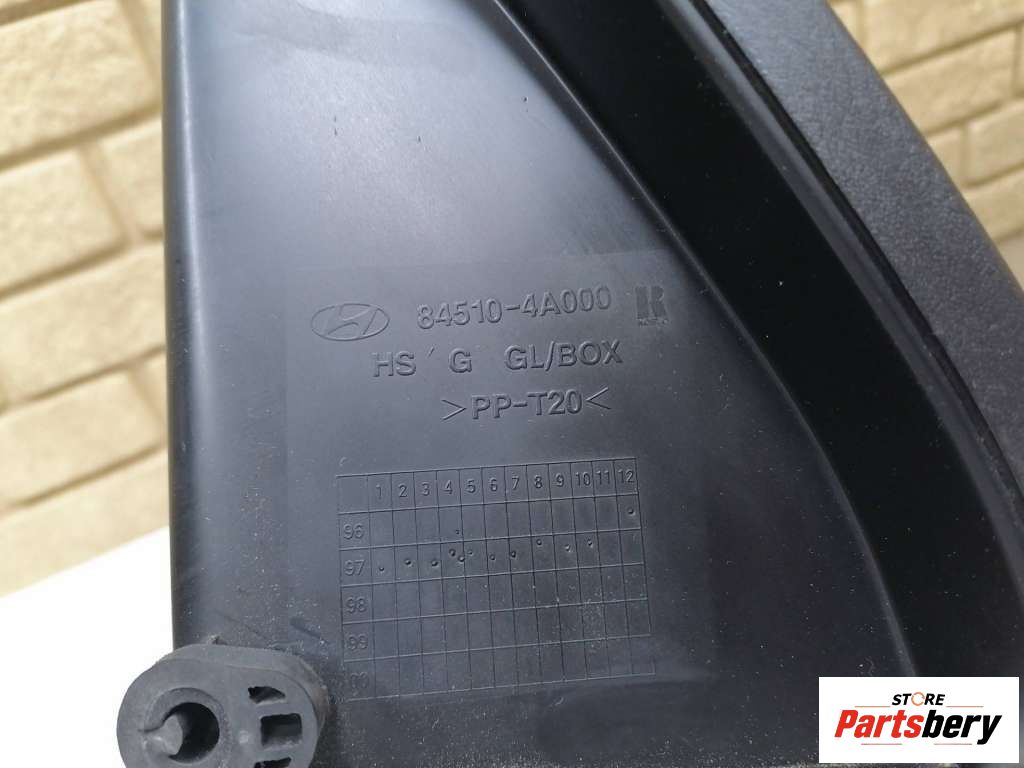 84510-4A000
HS G GL/BOX
>PP-T20<
1 2 3 4 5 6 7 8 9 10 11 12
96
97
98
99
STORE
Partsbery